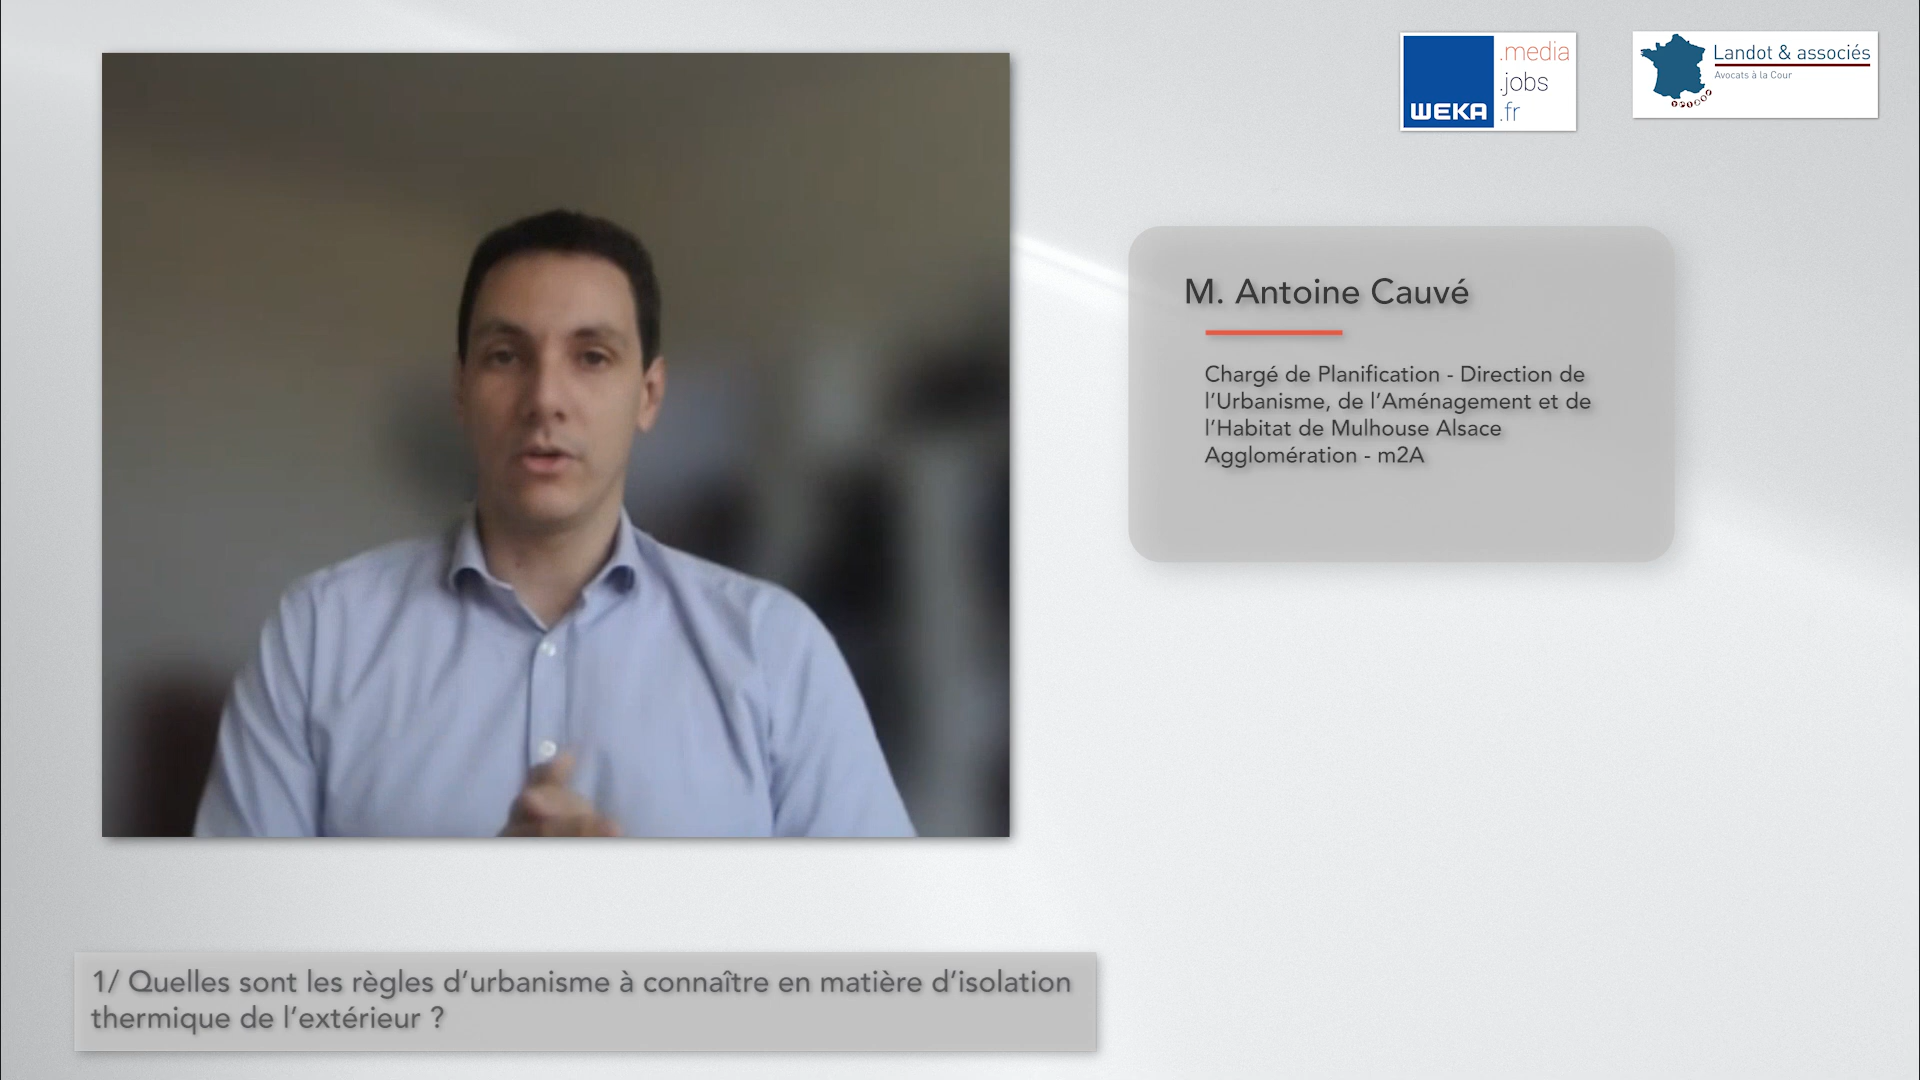 WEKA
.media
.jobs
.fr
Landot & associés
Avocats à la Cour
M. Antoine Cauvé
Chargé de Planification - Direction de
l'Urbanisme, de l'Aménagement et de
l'Habitat de Mulhouse Alsace
Agglomération - m2A
1/ Quelles sont les règles d'urbanisme à connaître en matière d'isolation
thermique de l'extérieur ?